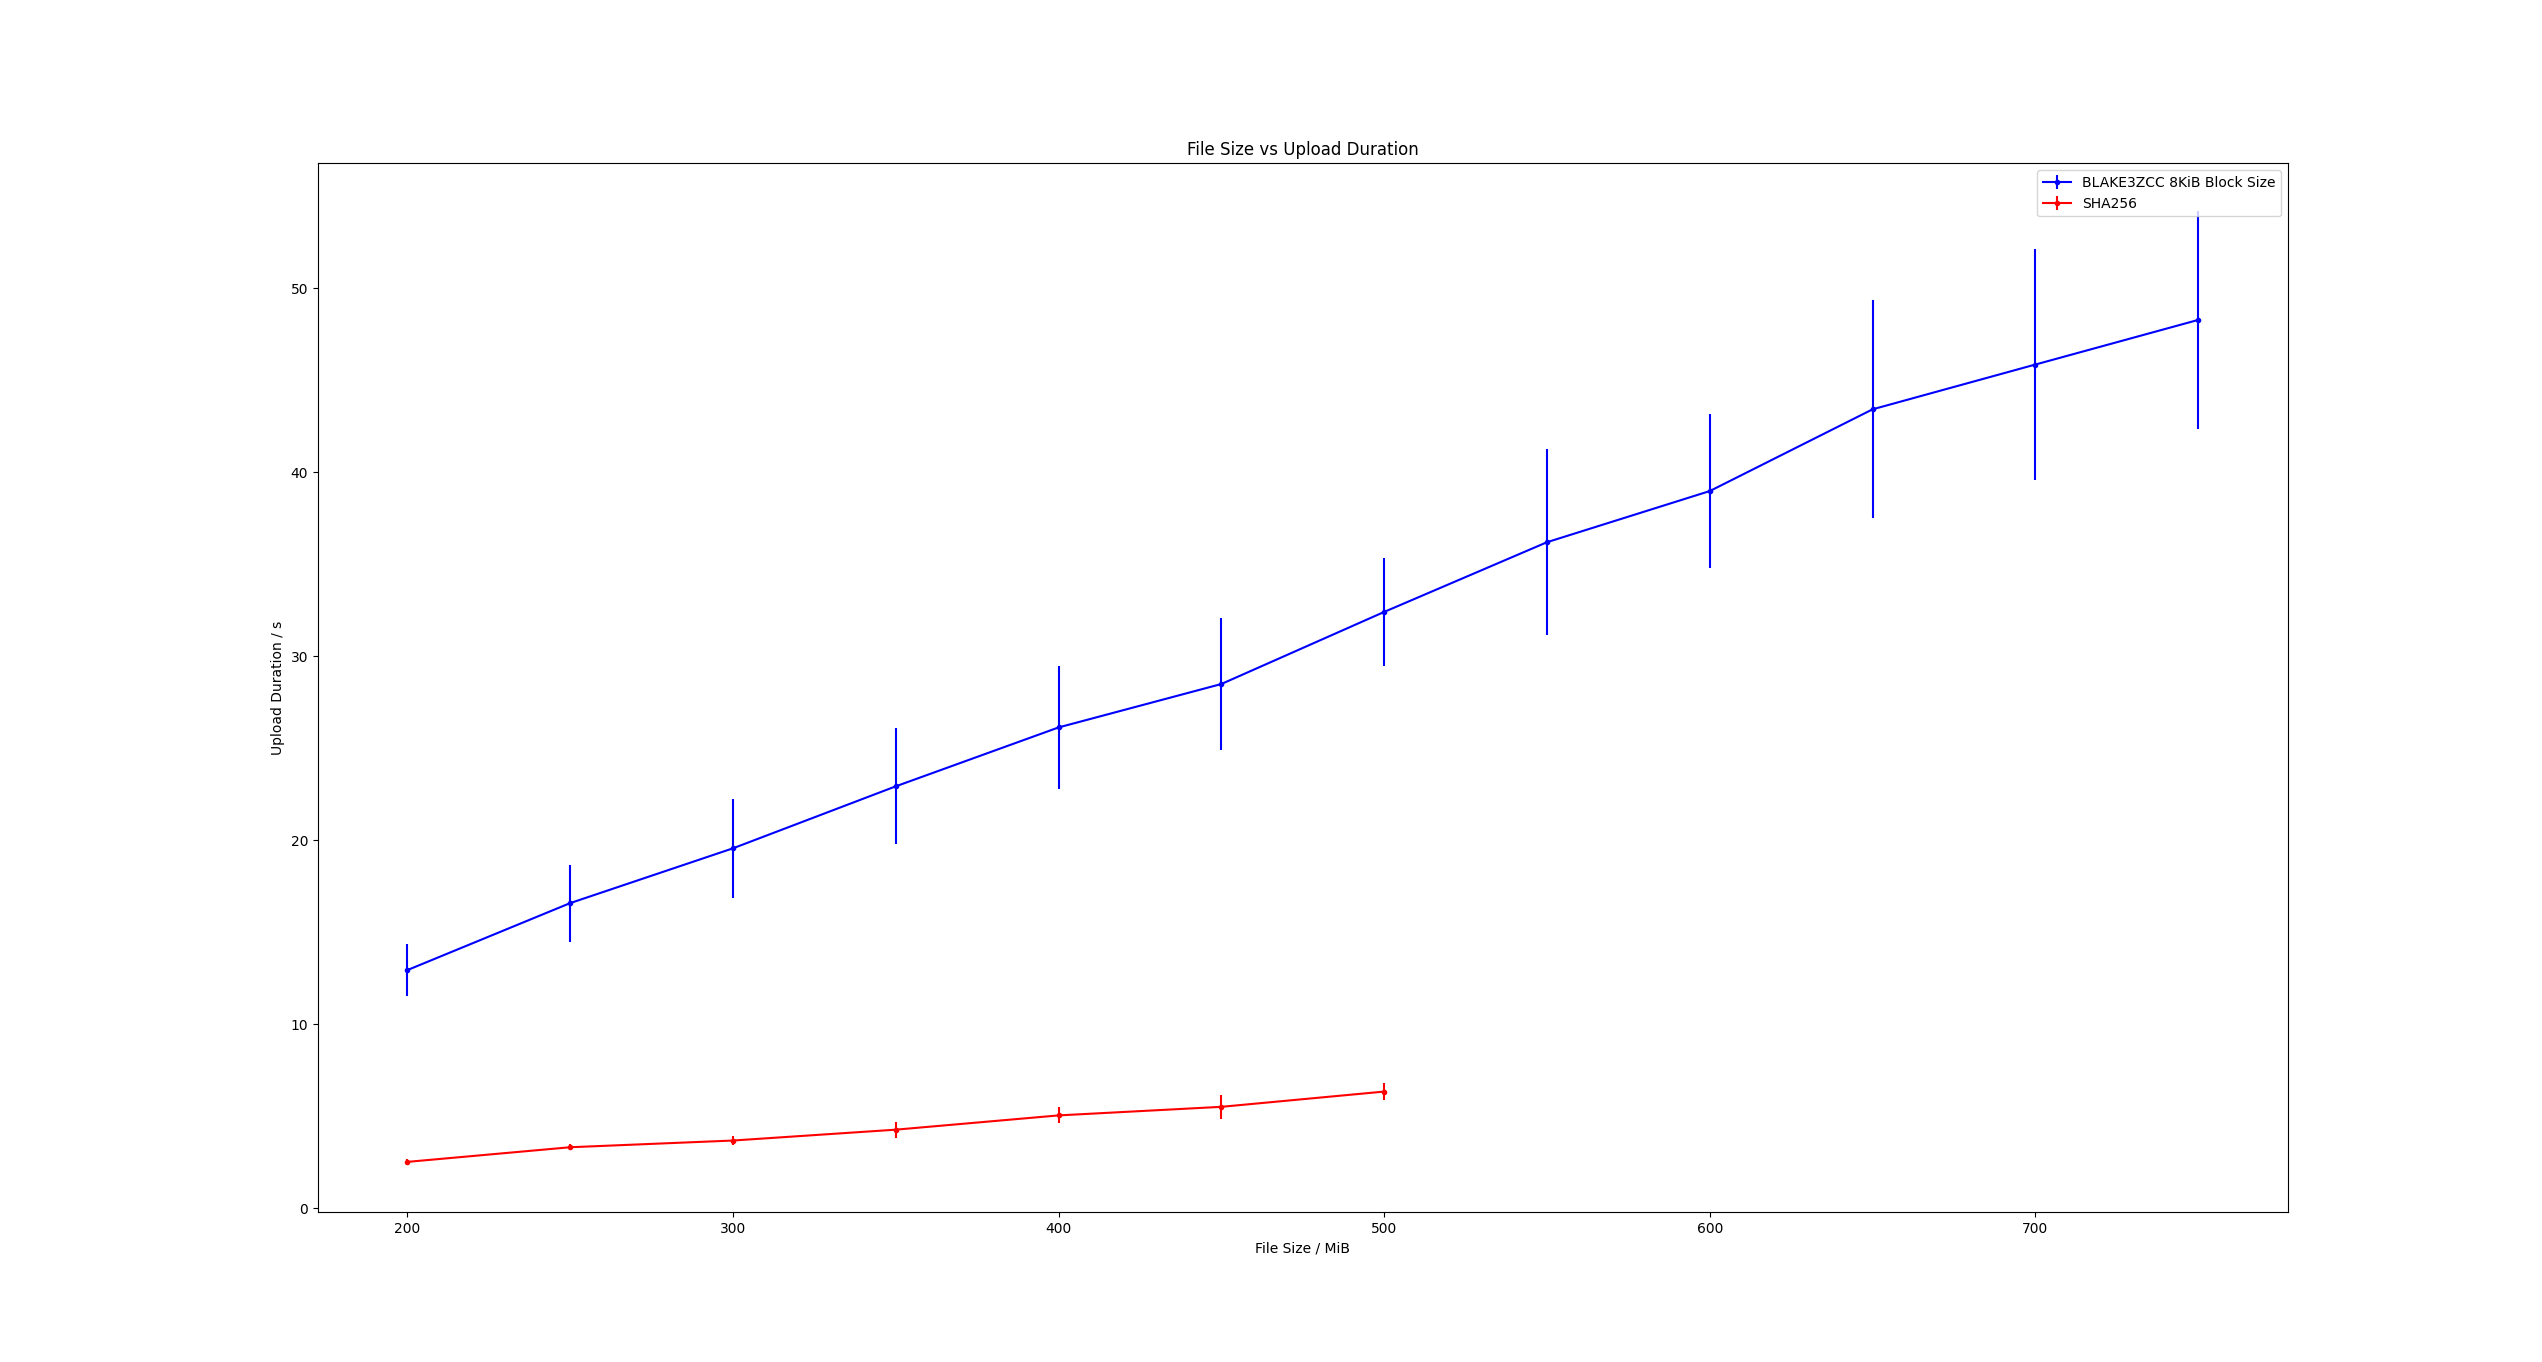 File Size vs Upload Duration
BLAKE3ZCC 8KiB Block Size
SHA256
Upload Duration / s
50
40
30
20
10
0
200 300 400 500 600 700
File Size / MiB